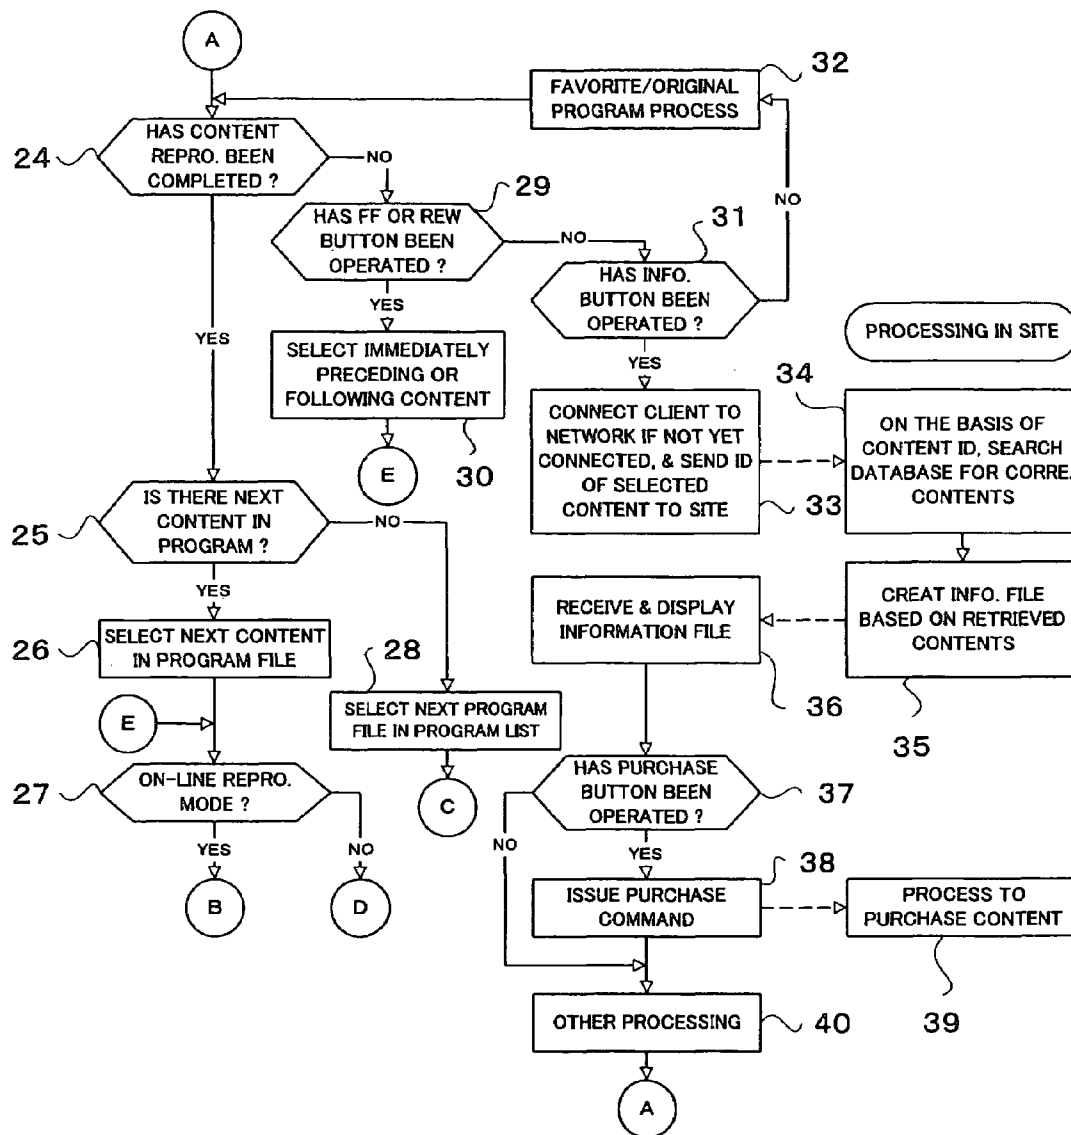 A
32
FAVORITE/ORIGINAL
PROGRAM PROCESS
24
HAS CONTENT
REPRO. BEEN
COMPLETED ?
NO
29
HAS FF OR REW
BUTTON BEEN
OPERATED ?
NO
31
HAS INFO.
BUTTON BEEN
OPERATED ?
NO
YES
YES
YES
PROCESSING IN SITE
SELECT IMMEDIATELY
PRECEDING OR
FOLLOWING CONTENT
30
E
CONNECT CLIENT TO
NETWORK IF NOT YET
CONNECTED, & SEND ID
OF SELECTED
CONTENT TO SITE
33
34
ON THE BASIS OF
CONTENT ID, SEARCH
DATABASE FOR CORRE.
CONTENTS
25
IS THERE NEXT
CONTENT IN
PROGRAM ?
NO
YES
CREAT INFO. FILE
BASED ON RETRIEVED
CONTENTS
35
RECEIVE & DISPLAY
INFORMATION FILE
36
26
SELECT NEXT CONTENT
IN PROGRAM FILE
28
SELECT NEXT PROGRAM
FILE IN PROGRAM LIST
C
E
27
ON-LINE REPRO.
MODE ?
YES
NO
B
D
HAS PURCHASE
BUTTON BEEN
OPERATED ?
37
NO
YES
38
ISSUE PURCHASE
COMMAND
PROCESS TO
PURCHASE CONTENT
39
OTHER PROCESSING
40
A